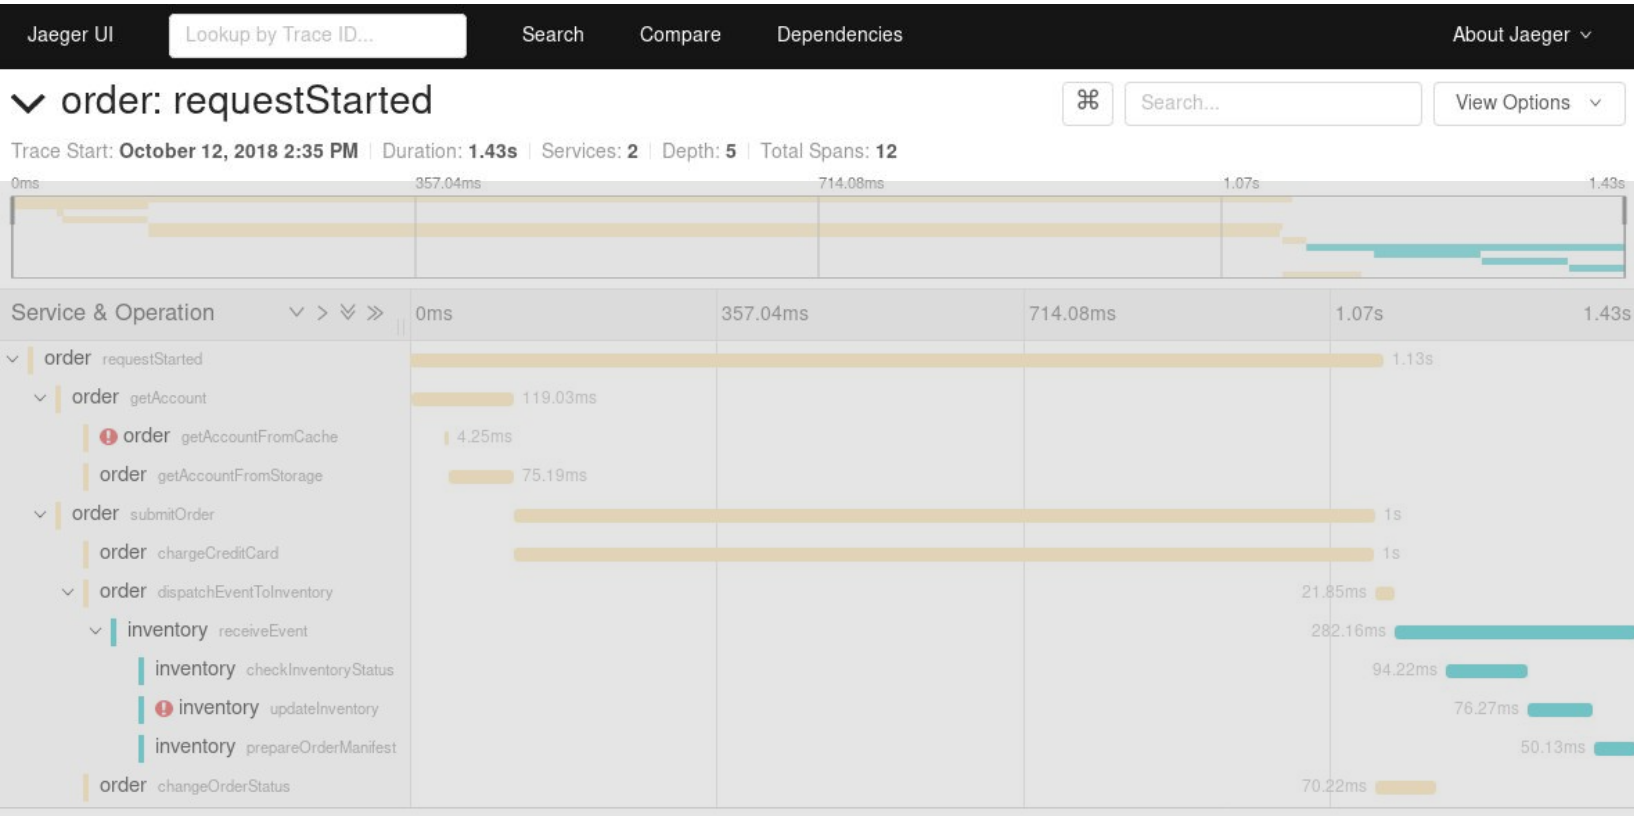 Jaeger UI Lookup by Trace ID... Search Compare Dependencies About Jaeger
order: requestStarted ⌘ Search... View Options
Trace Start: October 12, 2018 2:35 PM Duration: 1.43s Services: 2 Depth: 5 Total Spans: 12
0ms 357.04ms 714.08ms 1.07s 1.43s
Service & Operation 0ms 357.04ms 714.08ms 1.07s 1.43s
order requestStarted 1.13s
order getAccount 119.03ms
order getAccountFromCache 4.25ms
order getAccountFromStorage 75.19ms
order submitOrder 1s
order chargeCreditCard 1s
order dispatchEventToInventory 21.85ms
inventory receiveEvent 282.16ms
inventory checkInventoryStatus 94.22ms
inventory updateInventory 76.27ms
inventory prepareOrderManifest 50.13ms
order changeOrderStatus 70.22ms